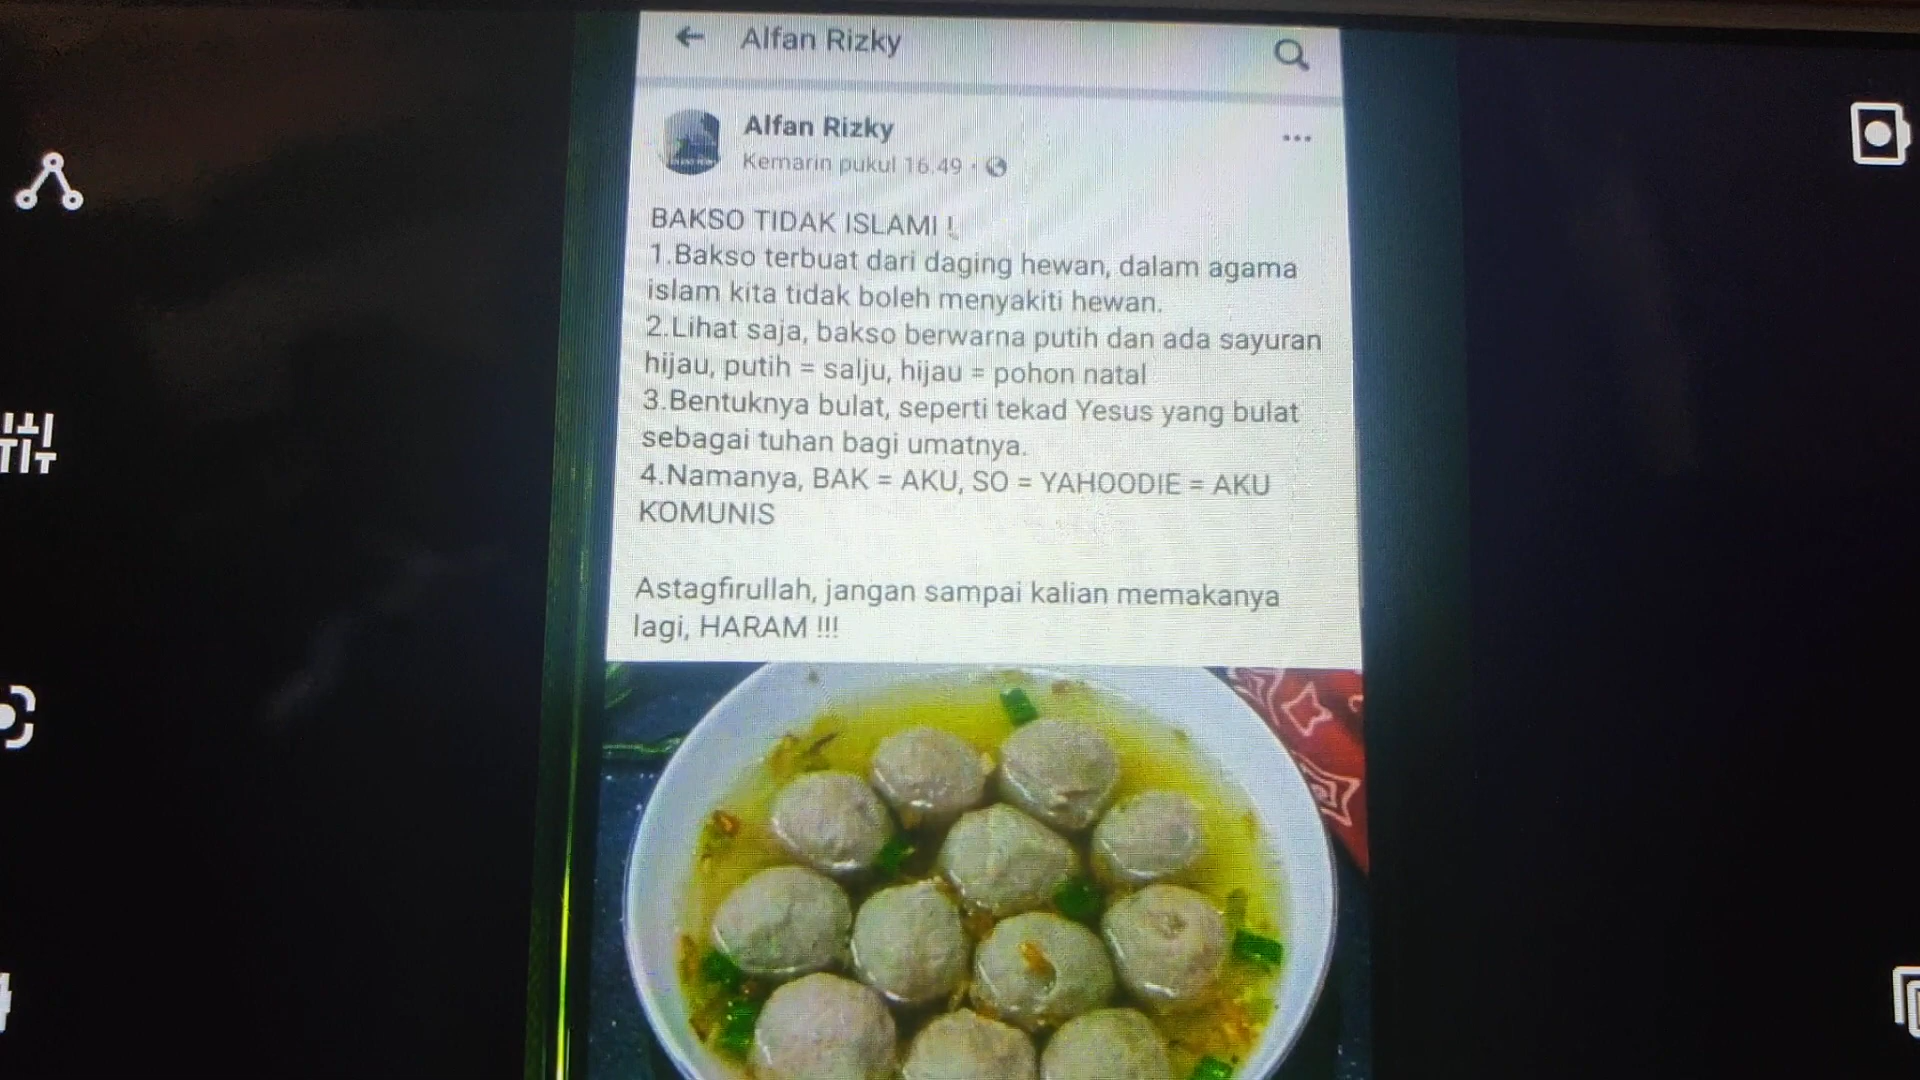 Alfan Rizky
Alfan Rizky
Kemarin pukul 16.49 ·
BAKSO TIDAK ISLAMI !
1.Bakso terbuat dari daging hewan, dalam agama
islam kita tidak boleh menyakiti hewan.
2.Lihat saja, bakso berwarna putih dan ada sayuran
hijau, putih = salju, hijau = pohon natal
3.Bentuknya bulat, seperti tekad Yesus yang bulat
sebagai tuhan bagi umatnya.
4.Namanya, BAK = AKU, SO = YAHOODIE = AKU
KOMUNIS
Astagfirullah, jangan sampai kalian memakanya
lagi, HARAM !!!